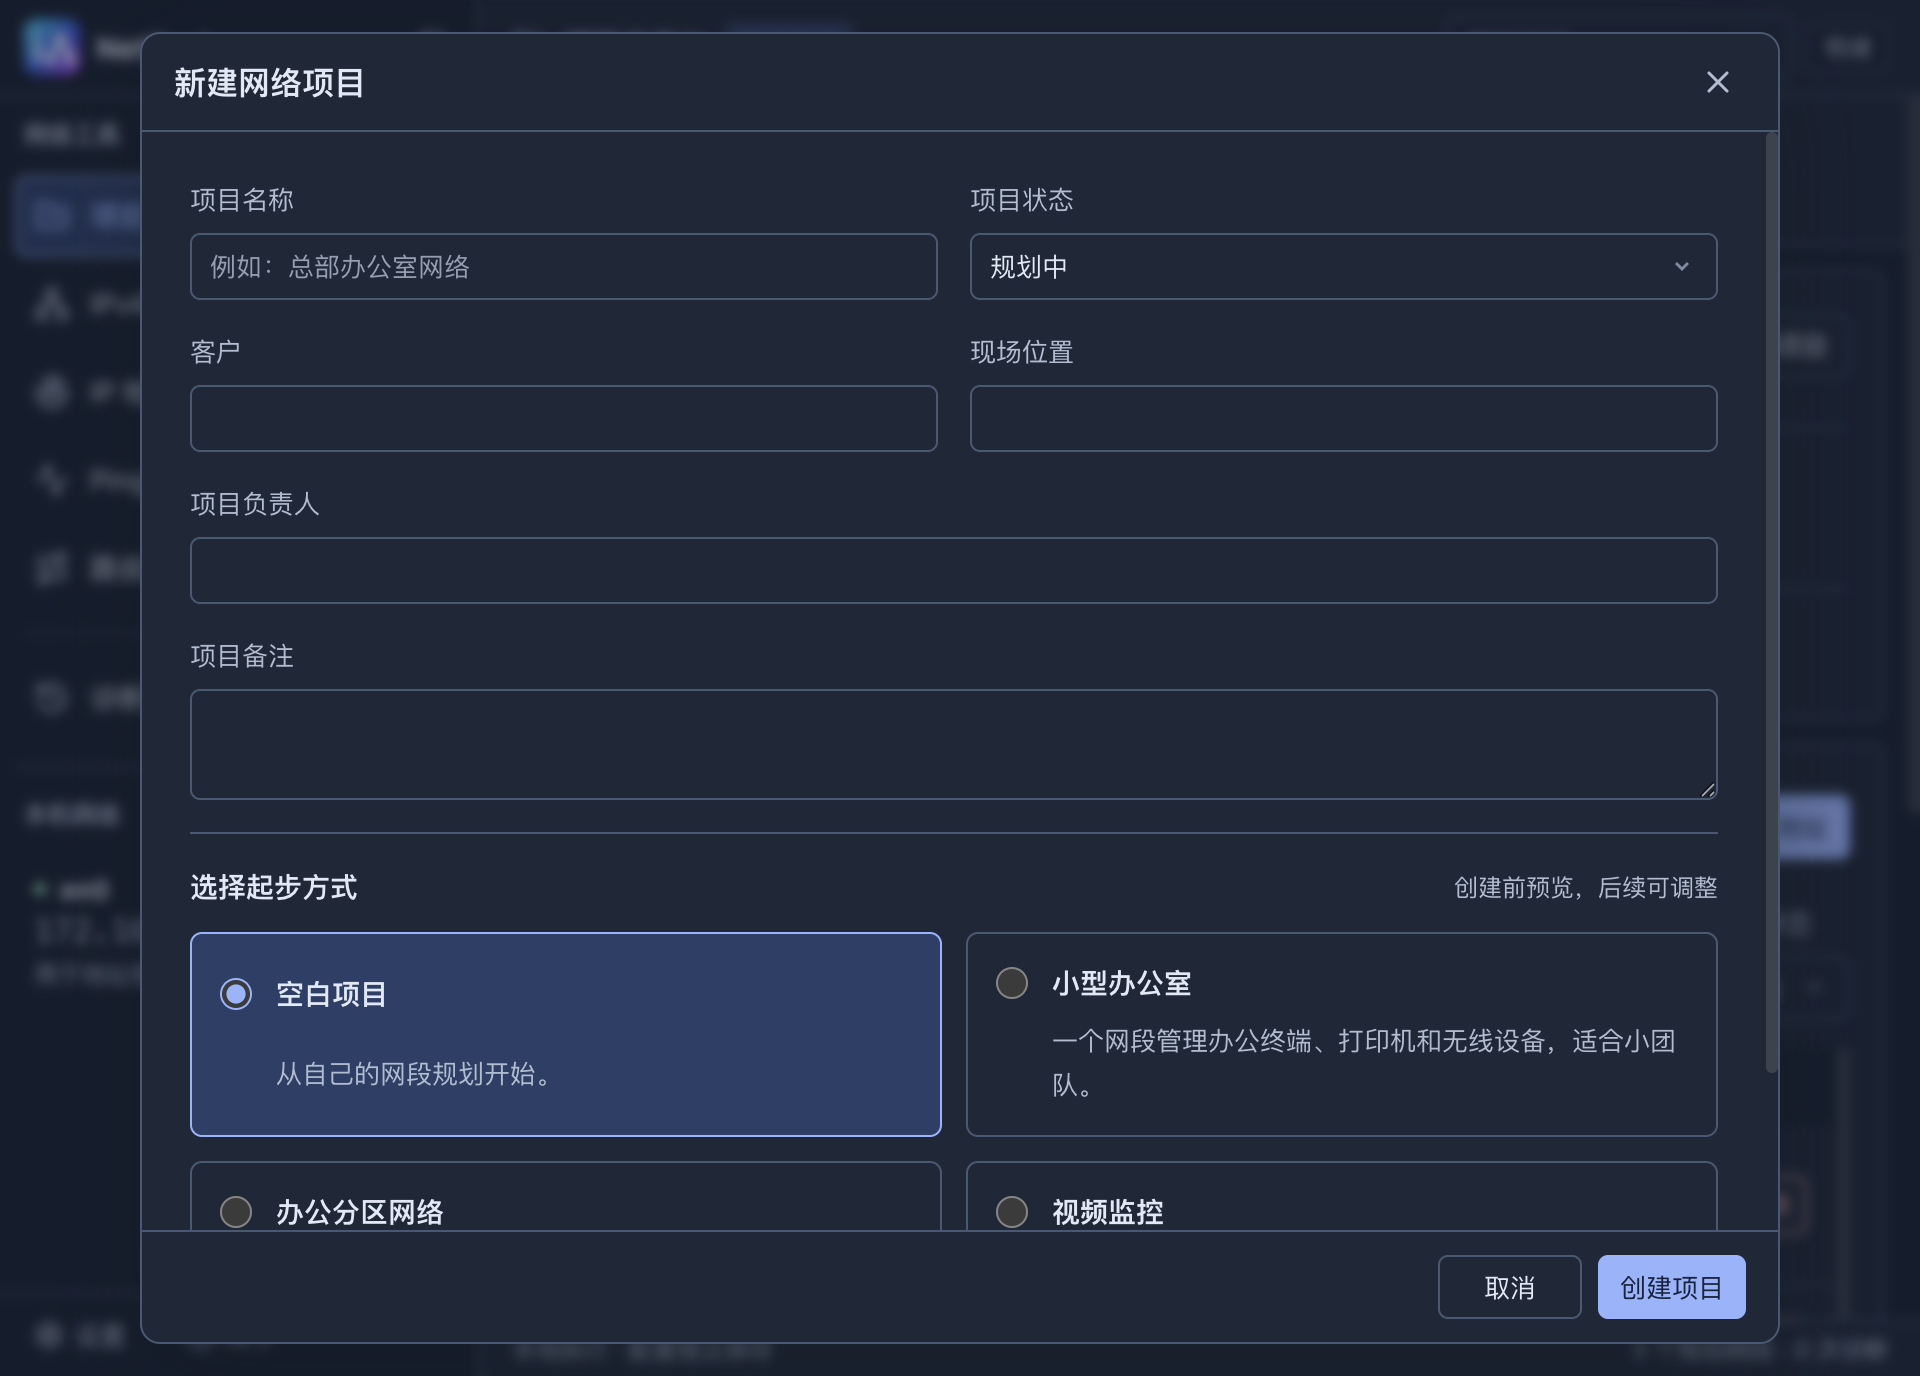 新建网络项目
项目名称
项目状态
例如：总部办公室网络
规划中
客户
现场位置
项目负责人
项目备注
选择起步方式
创建前预览，后续可调整
空白项目
从自己的网段规划开始。
小型办公室
一个网段管理办公终端、打印机和无线设备，适合小团
队。
办公分区网络
视频监控
取消
创建项目